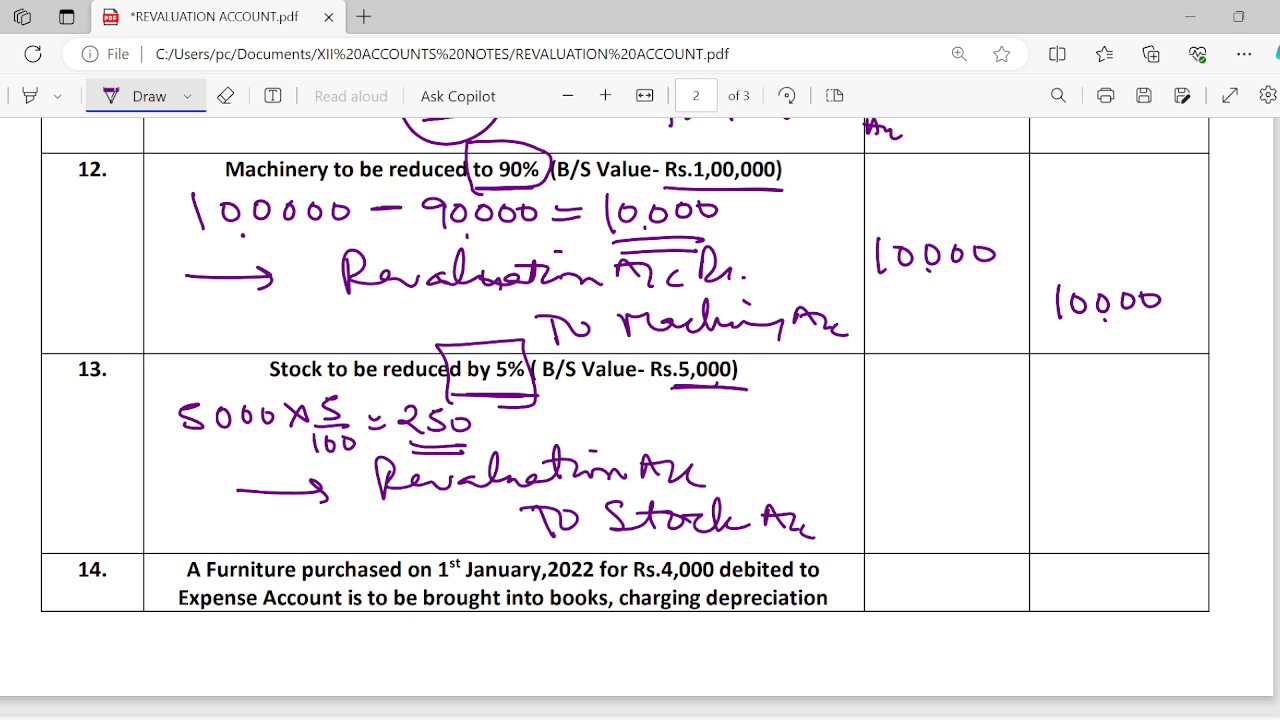 *REVALUATION ACCOUNT.pdf
File C:/Users/pc/Documents/XII%20ACCOUNTS%20NOTES/REVALUATION%20ACCOUNT.pdf
Draw Read aloud Ask Copilot 2 of 3
A/c
12. Machinery to be reduced to 90% (B/S Value- Rs.1,00,000)
100000 - 90000 = 10,000
10,000
Revaluation A/c Dr.
10,000
To Machinery A/c
13. Stock to be reduced by 5% ( B/S Value- Rs.5,000)
5000 × 5/100 = 250
Revaluation A/c
To Stock A/c
14. A Furniture purchased on 1st January,2022 for Rs.4,000 debited to
Expense Account is to be brought into books, charging depreciation